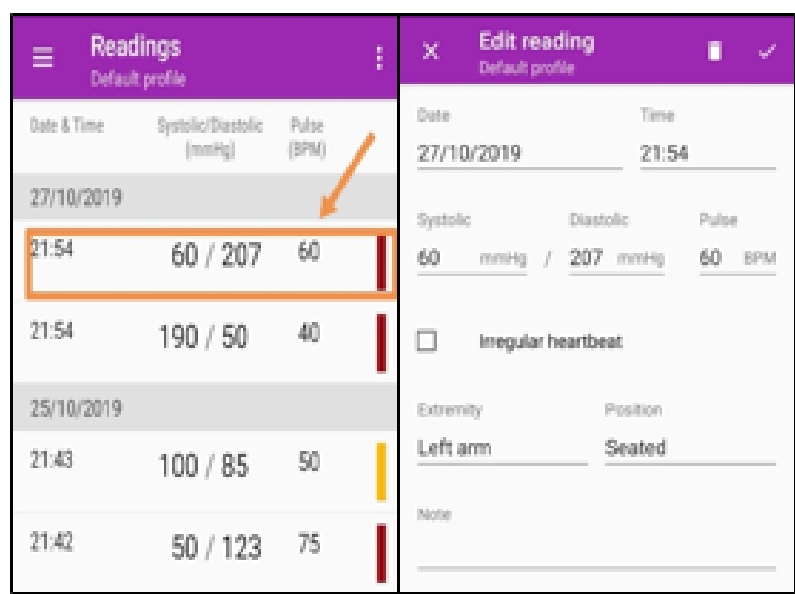 Readings
Default profile
Date & Time Systolic/Diastolic Pulse
(mmHg) (BPM)
27/10/2019
21:54 60 / 207 60
21:54 190 / 50 40
25/10/2019
21:43 100 / 85 50
21:42 50 / 123 75
Edit reading
Default profile
Date Time
27/10/2019 21:54
Systolic Diastolic Pulse
60 mmHg / 207 mmHg 60 BPM
Irregular heartbeat
Extremity Position
Left arm Seated
Note